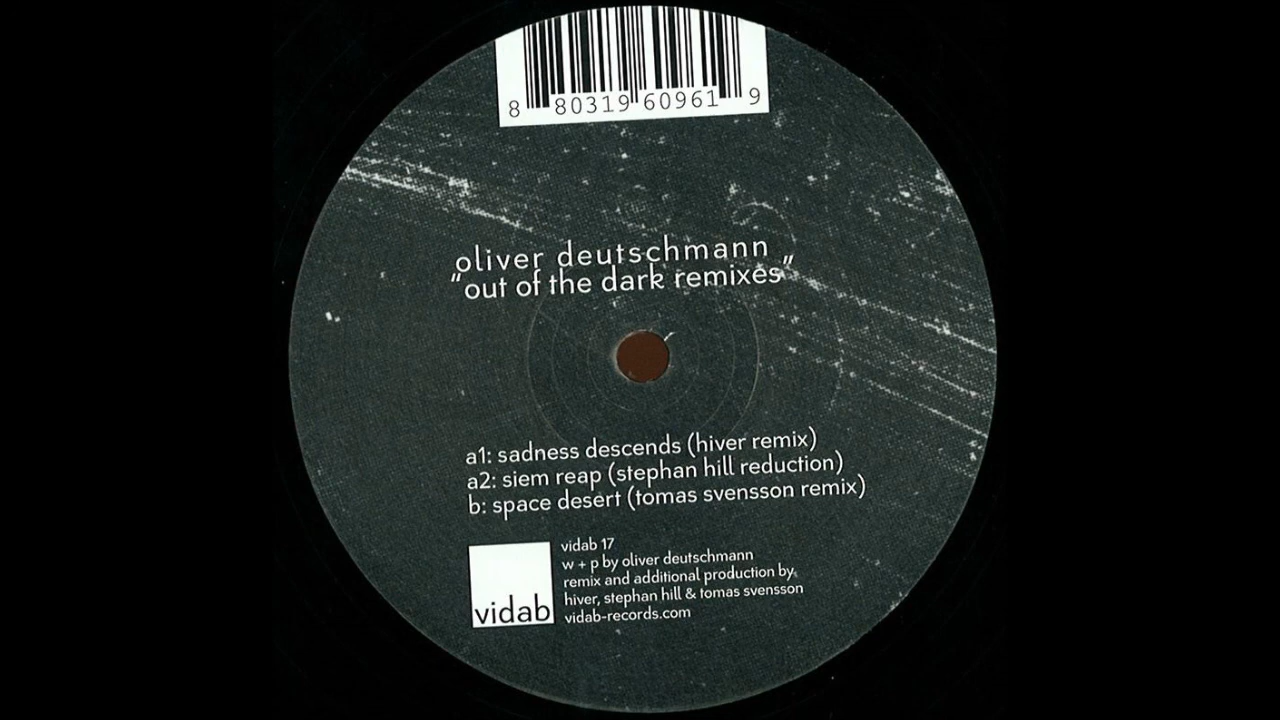 8 80319 60961 9
oliver deutschmann
"out of the dark remixes"
a1: sadness descends (hiver remix)
a2: siem reap (stephan hill reduction)
b: space desert (tomas svensson remix)
vidab
vidab 17
w + p by oliver deutschmann
remix and additional production by
hiver, stephan hill & tomas svensson
vidab-records.com